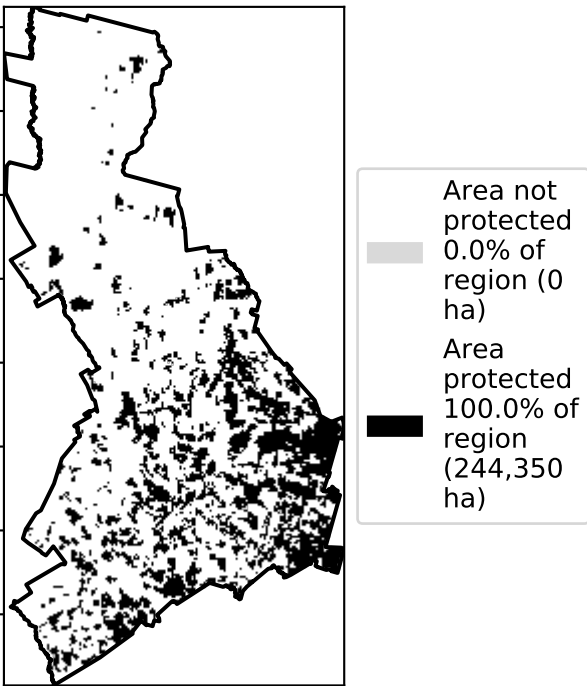 Area not
protected
0.0% of
region (0
ha)
Area
protected
100.0% of
region
(244,350
ha)